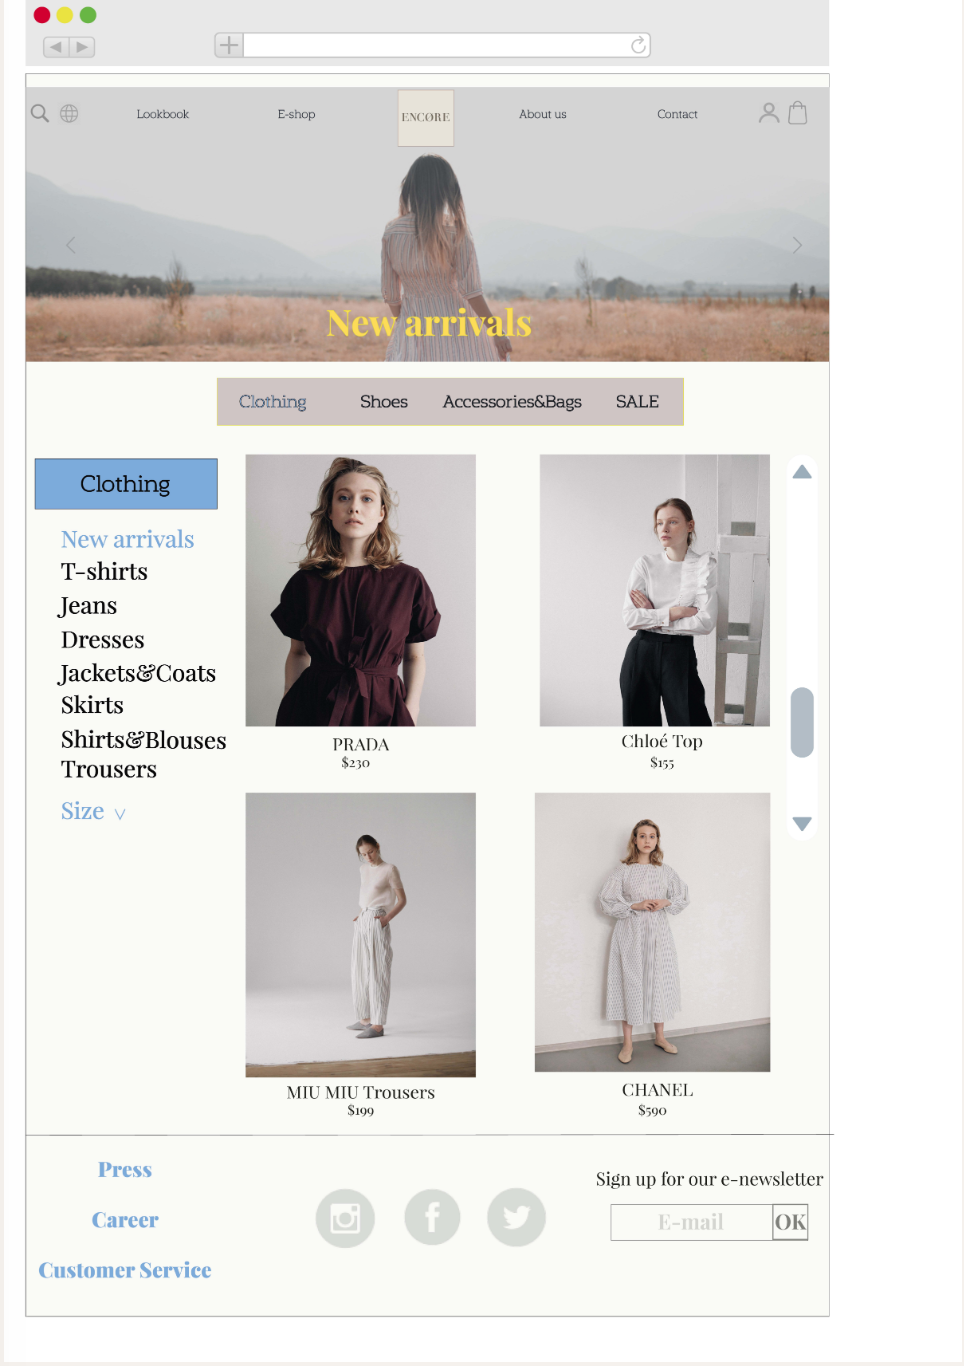 Lookbook
E-shop
ENCØRE
About us
Contact
New arrivals
Clothing
Shoes
Accessories&Bags
SALE
Clothing
New arrivals
T-shirts
Jeans
Dresses
Jackets&Coats
Skirts
Shirts&Blouses
Trousers
Size
PRADA
$230
Chloé Top
$155
MIU MIU Trousers
$199
CHANEL
$590
Press
Career
Customer Service
Sign up for our e-newsletter
E-mail
OK